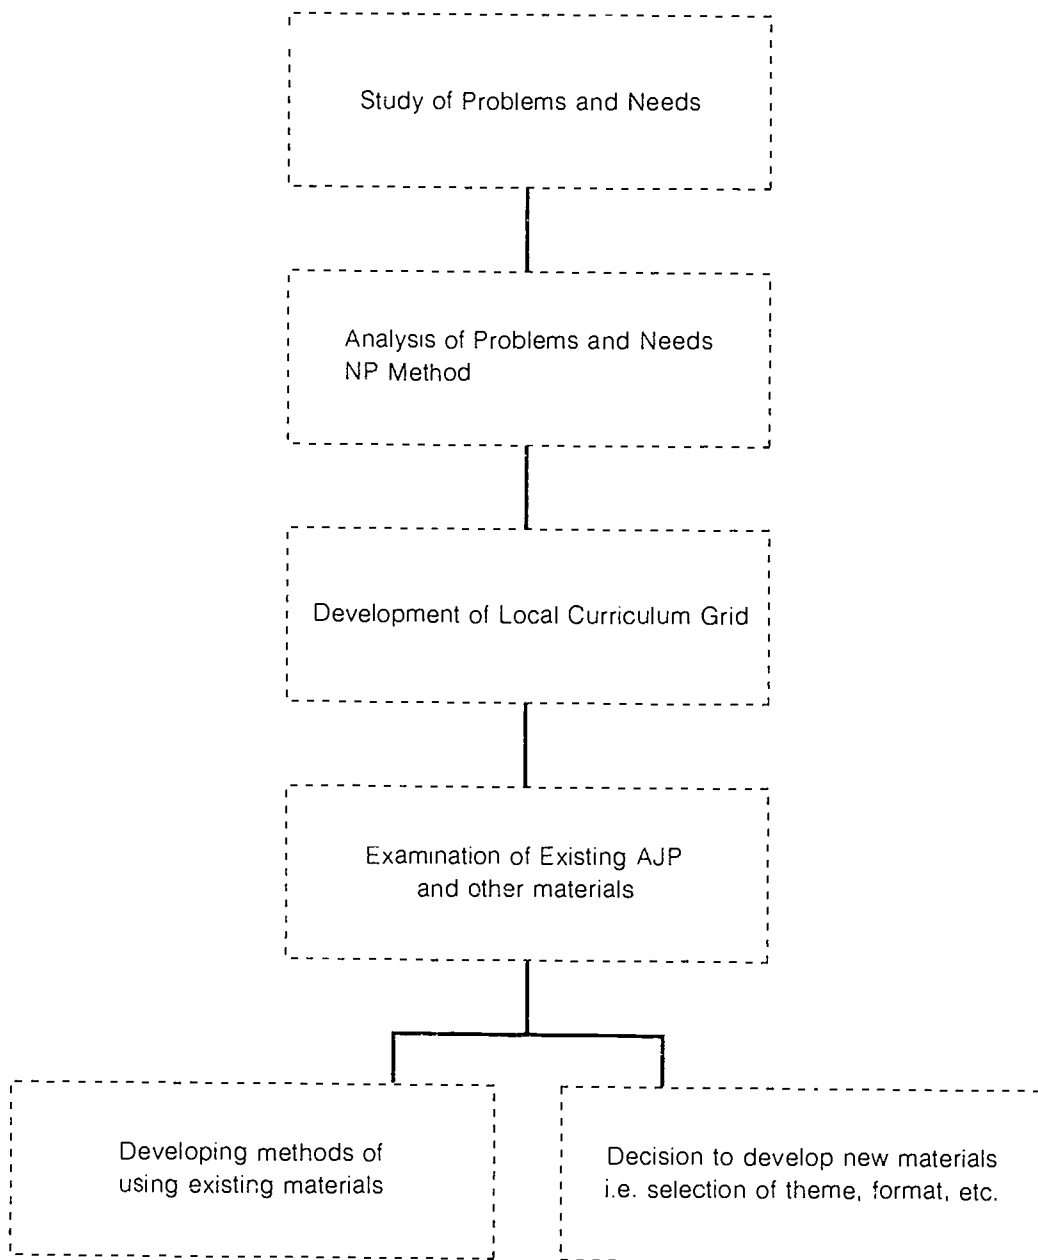 Study of Problems and Needs
Analysis of Problems and Needs
NP Method
Development of Local Curriculum Grid
Examination of Existing AJP
and other materials
Developing methods of
using existing materials
Decision to develop new materials
i.e. selection of theme, format, etc.